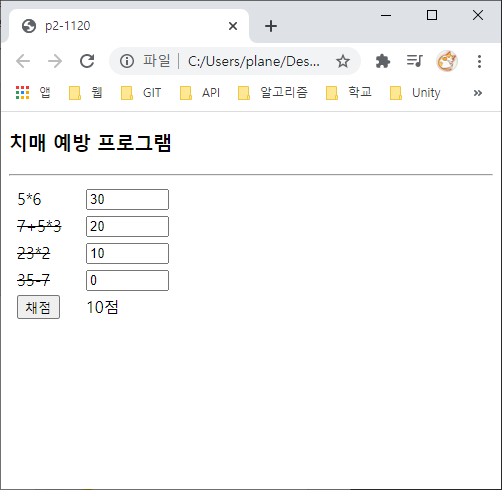 p2-1120
파일 C:/Users/plane/Des...
앱 웹 GIT API 알고리즘 학교 Unity
치매 예방 프로그램
5*6 30
7+5*3 20
23*2 10
35-7 0
채점 10점